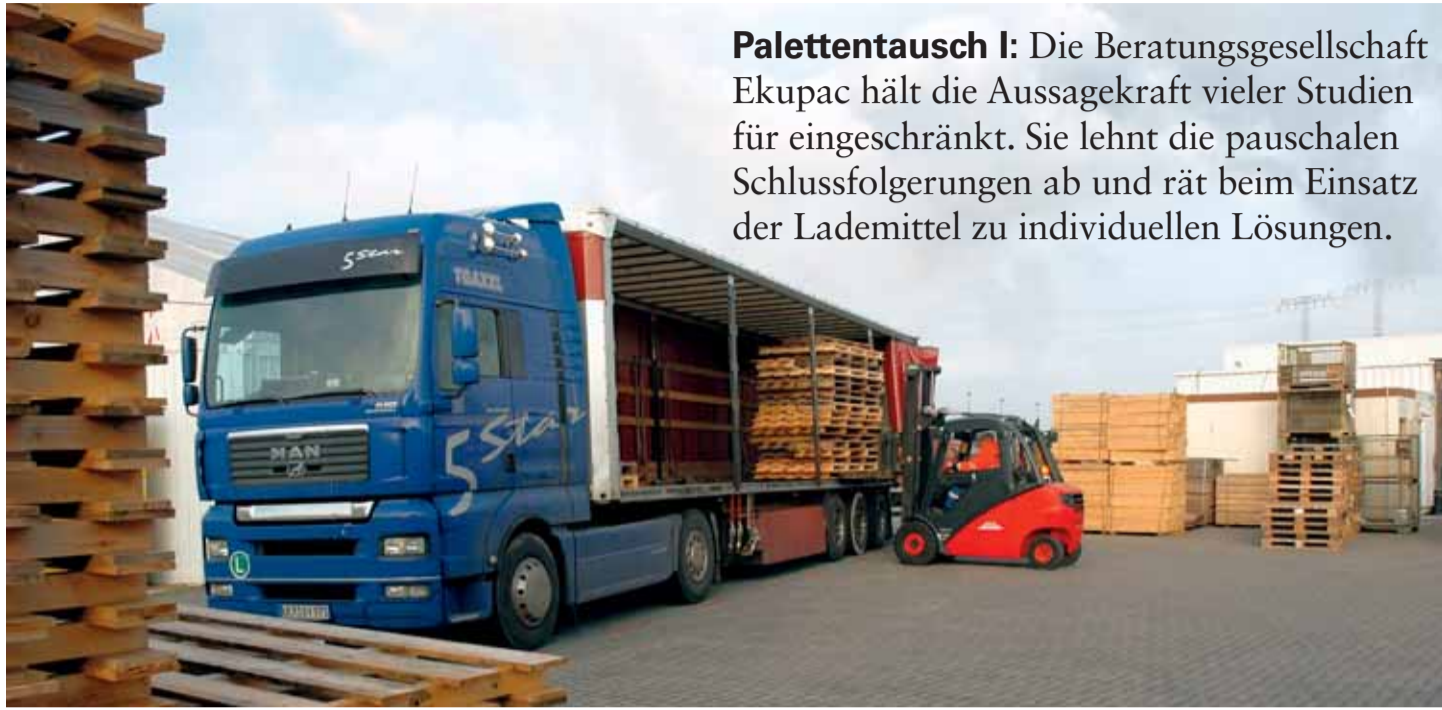 Palettentausch I: Die Beratungsgesellschaft
Ekupac hält die Aussagekraft vieler Studien
für eingeschränkt. Sie lehnt die pauschalen
Schlussfolgerungen ab und rät beim Einsatz
der Lademittel zu individuellen Lösungen.
5 Star
TGAXXL
MAN
5 Star
L